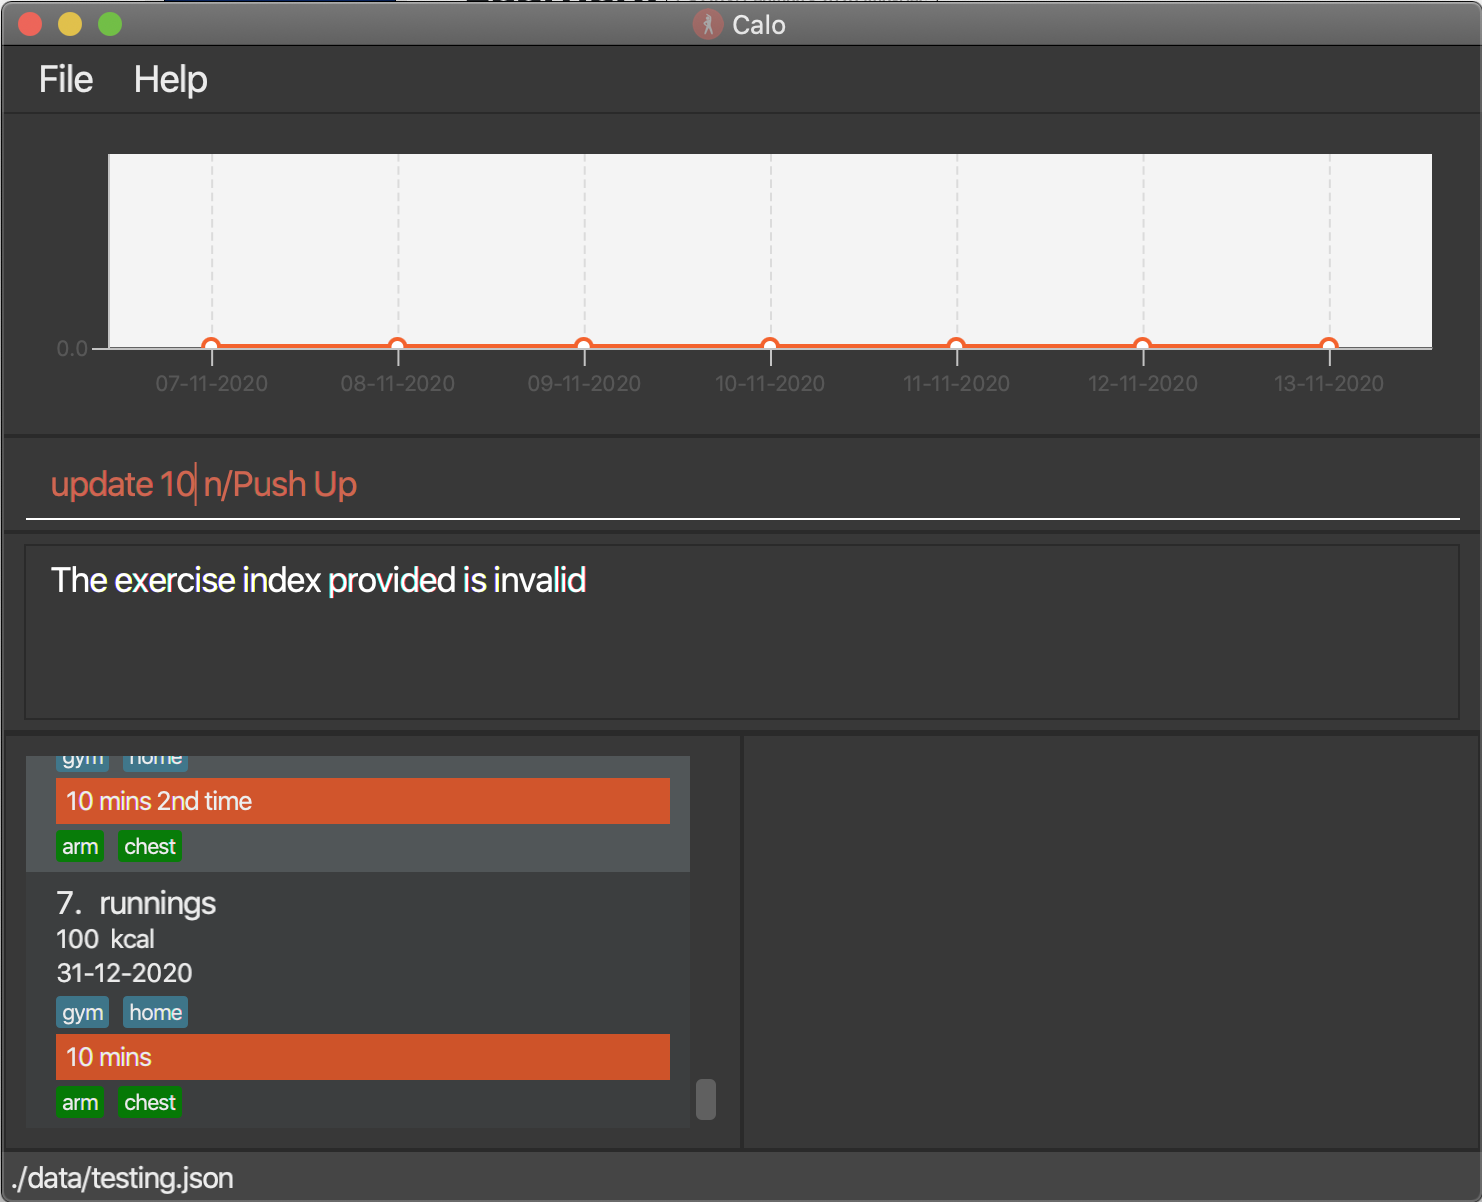 Calo
File Help
0.0
07-11-2020 08-11-2020 09-11-2020 10-11-2020 11-11-2020 12-11-2020 13-11-2020
update 10 n/Push Up
The exercise index provided is invalid
gym home
10 mins 2nd time
arm chest
7. runnings
100 kcal
31-12-2020
gym home
10 mins
arm chest
./data/testing.json